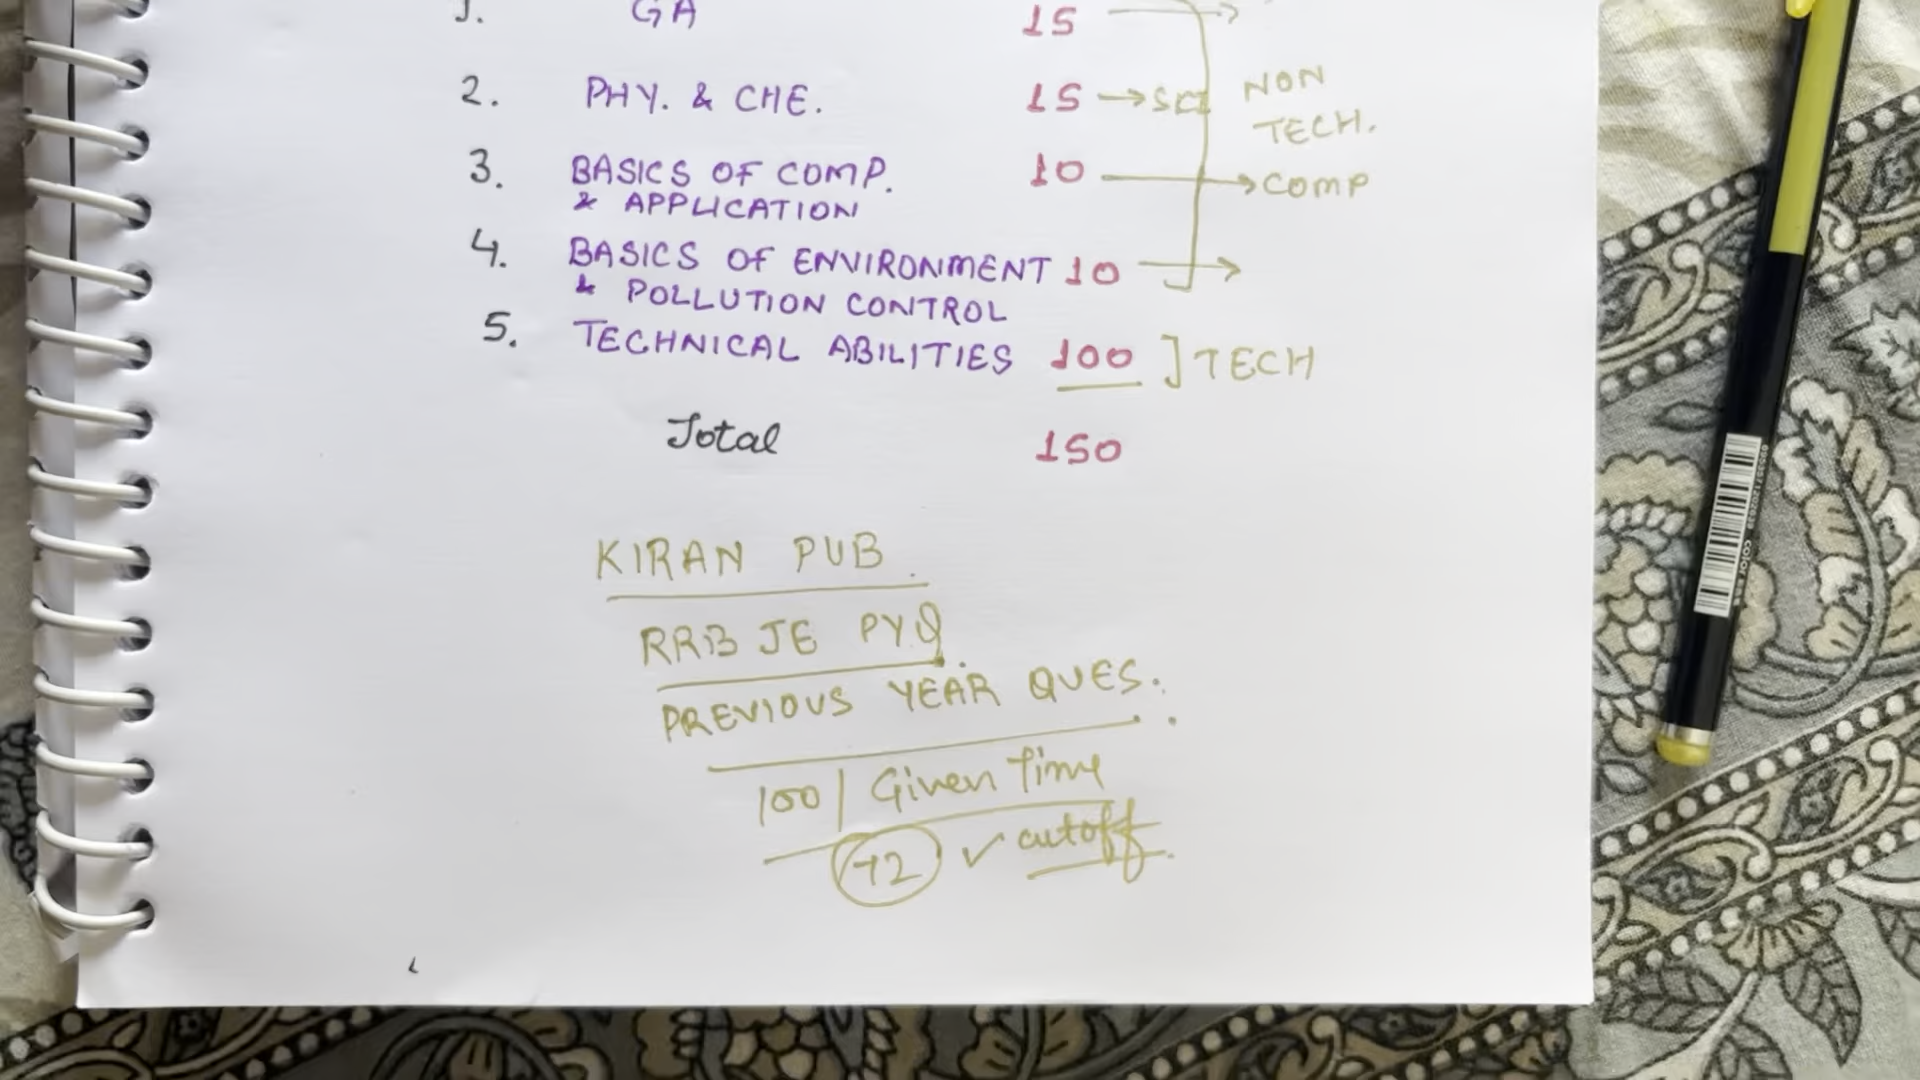 1. GA 15
2. PHY. & CHE. 15 → SCI NON
TECH.
3. BASICS OF COMP. 10 → COMP
& APPLICATION
4. BASICS OF ENVIRONMENT 10
& POLLUTION CONTROL
5. TECHNICAL ABILITIES 100 ] TECH
Total 150
KIRAN PUB.
RRB JE PYQ.
PREVIOUS YEAR QUES.
100 | Given Time
72 ✓ cutoff.